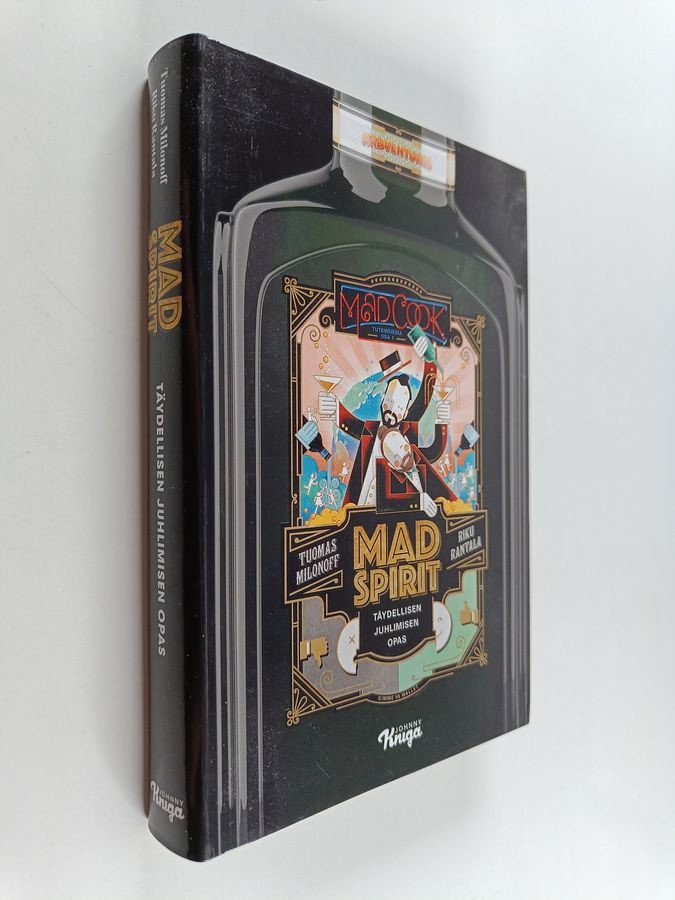 Tuomas Milonoff
Riku Rantala
MAD
SPIRIT
TÄYDELLISEN JUHLIMISEN OPAS
JOHNNY
Kniga
MADVENTURES
MAD COOK
TUTKIMUKSIA
OSA 1
TUOMAS
MILONOFF
RIKU
RANTALA
MAD
SPIRIT
TÄYDELLISEN
JUHLIMISEN
OPAS
JOHNNY
Kniga